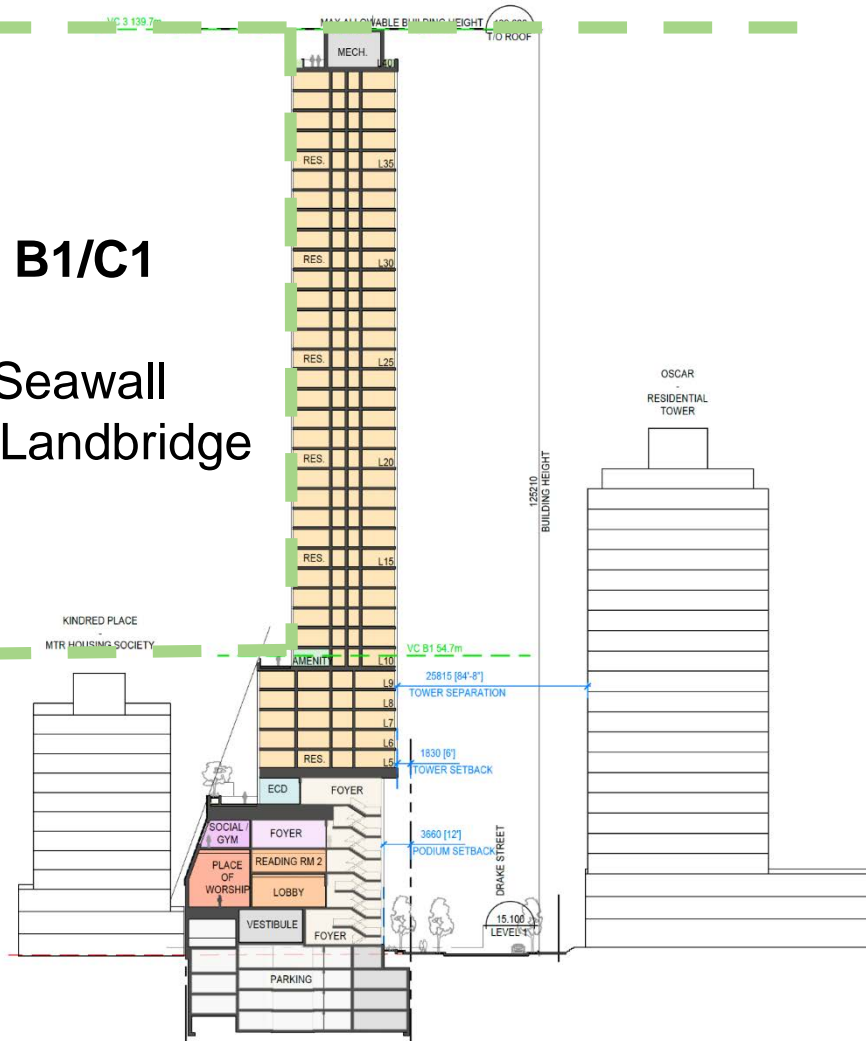 VC 3 139.7m
MAX ALLOWABLE BUILDING HEIGHT
T/O ROOF
MECH.
L40
RES.
L35
B1/C1
RES.
L30
Seawall
RES.
L25
Landbridge
RES.
L20
OSCAR
-
RESIDENTIAL
TOWER
125210
BUILDING HEIGHT
RES.
L15
KINDRED PLACE
-
MTR HOUSING SOCIETY
VC B1 54.7m
AMENITY
L10
L9
25815 [84'-8"]
TOWER SEPARATION
L8
L7
L6
1830 [6']
RES.
L5
TOWER SETBACK
ECD
FOYER
SOCIAL /
GYM
FOYER
3660 [12']
PODIUM SETBACK
DRAKE STREET
PLACE
OF
WORSHIP
READING RM 2
LOBBY
VESTIBULE
FOYER
15.100
LEVEL 1
PARKING